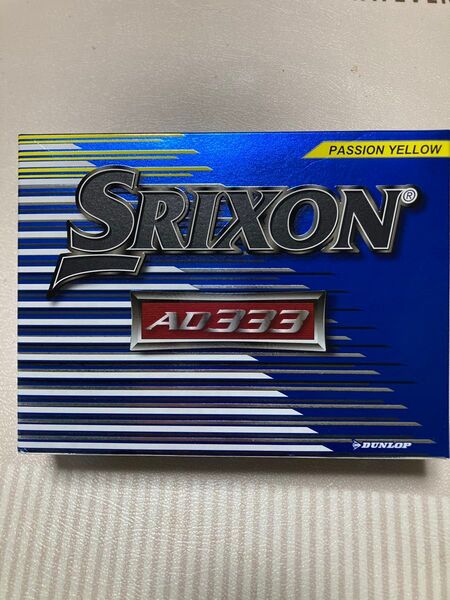 PASSION YELLOW
SRIXON®
AD333
DUNLOP